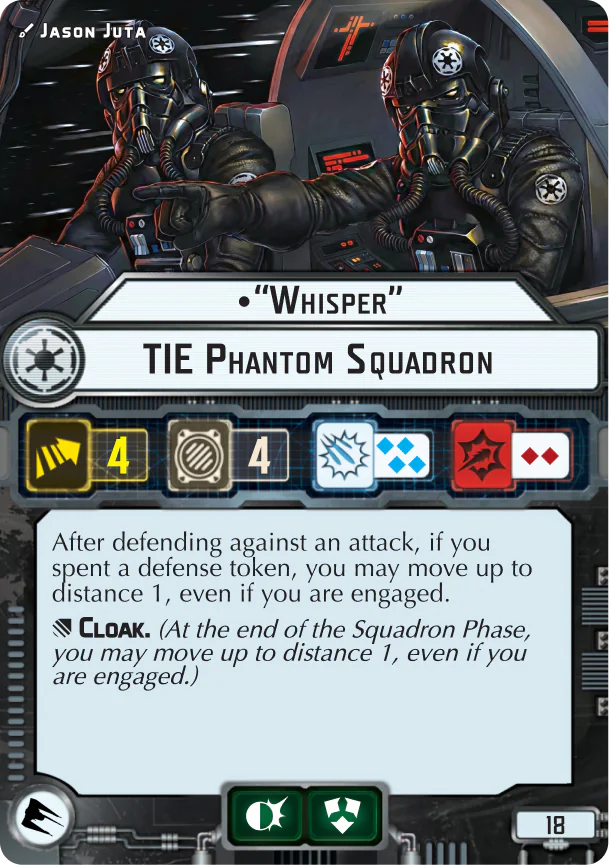 Jason Juta
•“Whisper”
TIE Phantom Squadron
4 4
After defending against an attack, if you
spent a defense token, you may move up to
distance 1, even if you are engaged.
Cloak. (At the end of the Squadron Phase,
you may move up to distance 1, even if you
are engaged.)
18